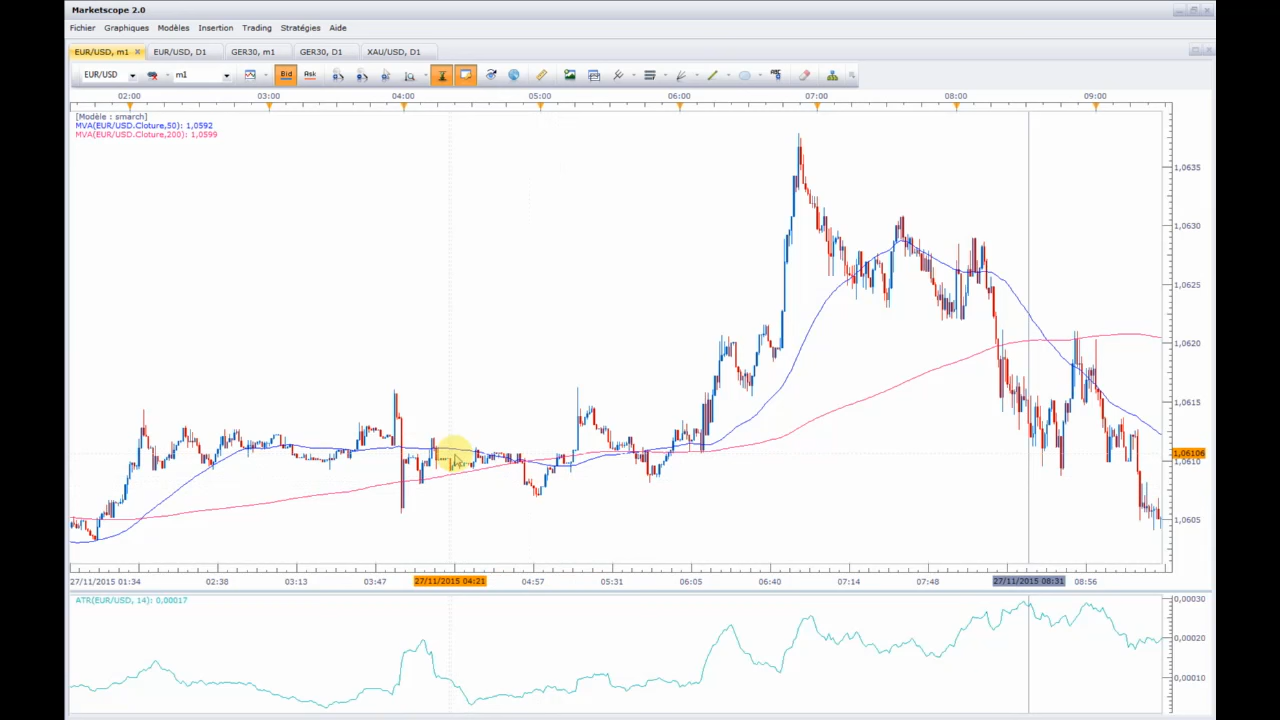 Marketscope 2.0
Fichier Graphiques Modèles Insertion Trading Stratégies Aide
EUR/USD, m1 EUR/USD, D1 GER30, m1 GER30, D1 XAU/USD, D1
EUR/USD m1 Bid Ask
02:00 03:00 04:00 05:00 06:00 07:00 08:00 09:00
[Modèle : smarch]
MVA(EUR/USD.Cloture,50): 1,0592
MVA(EUR/USD.Cloture,200): 1,0599
1,0635
1,0630
1,0625
1,0620
1,0615
1,0610
1,06106
1,0605
27/11/2015 01:34 02:38 03:13 03:47 27/11/2015 04:21 04:57 05:31 06:05 06:40 07:14 07:48 27/11/2015 08:31 08:56
ATR(EUR/USD, 14): 0,00017
0,00030
0,00020
0,00010